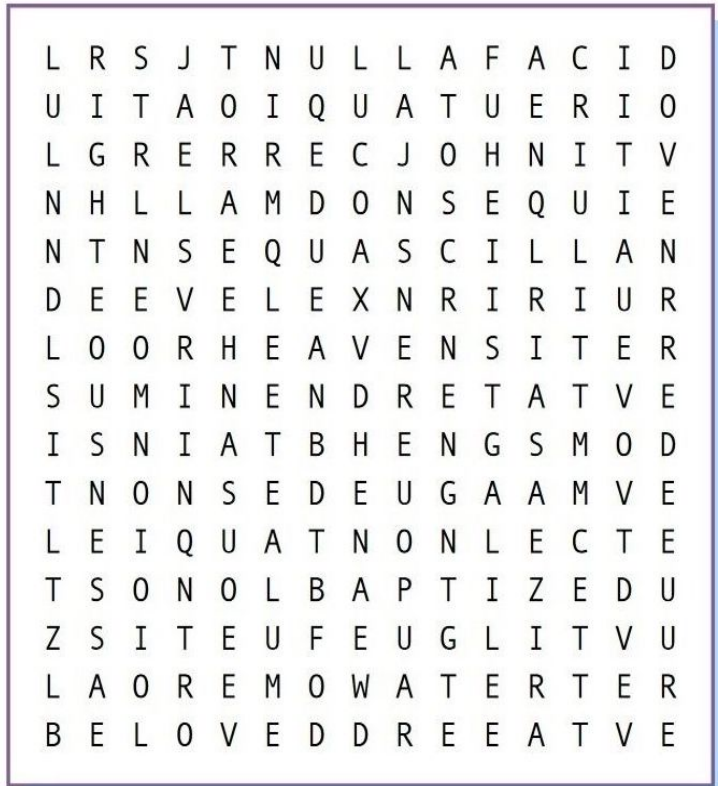 L R S J T N U L L A F A C I D
U I T A O I Q U A T U E R I O
L G R E R R E C J O H N I T V
N H L L A M D O N S E Q U I E
N T N S E Q U A S C I L L A N
D E E V E L E X N R I R I U R
L O O R H E A V E N S I T E R
S U M I N E N D R E T A T V E
I S N I A T B H E N G S M O D
T N O N S E D E U G A A M V E
L E I Q U A T N O N L E C T E
T S O N O L B A P T I Z E D U
Z S I T E U F E U G L I T V U
L A O R E M O W A T E R T E R
B E L O V E D D R E E A T V E